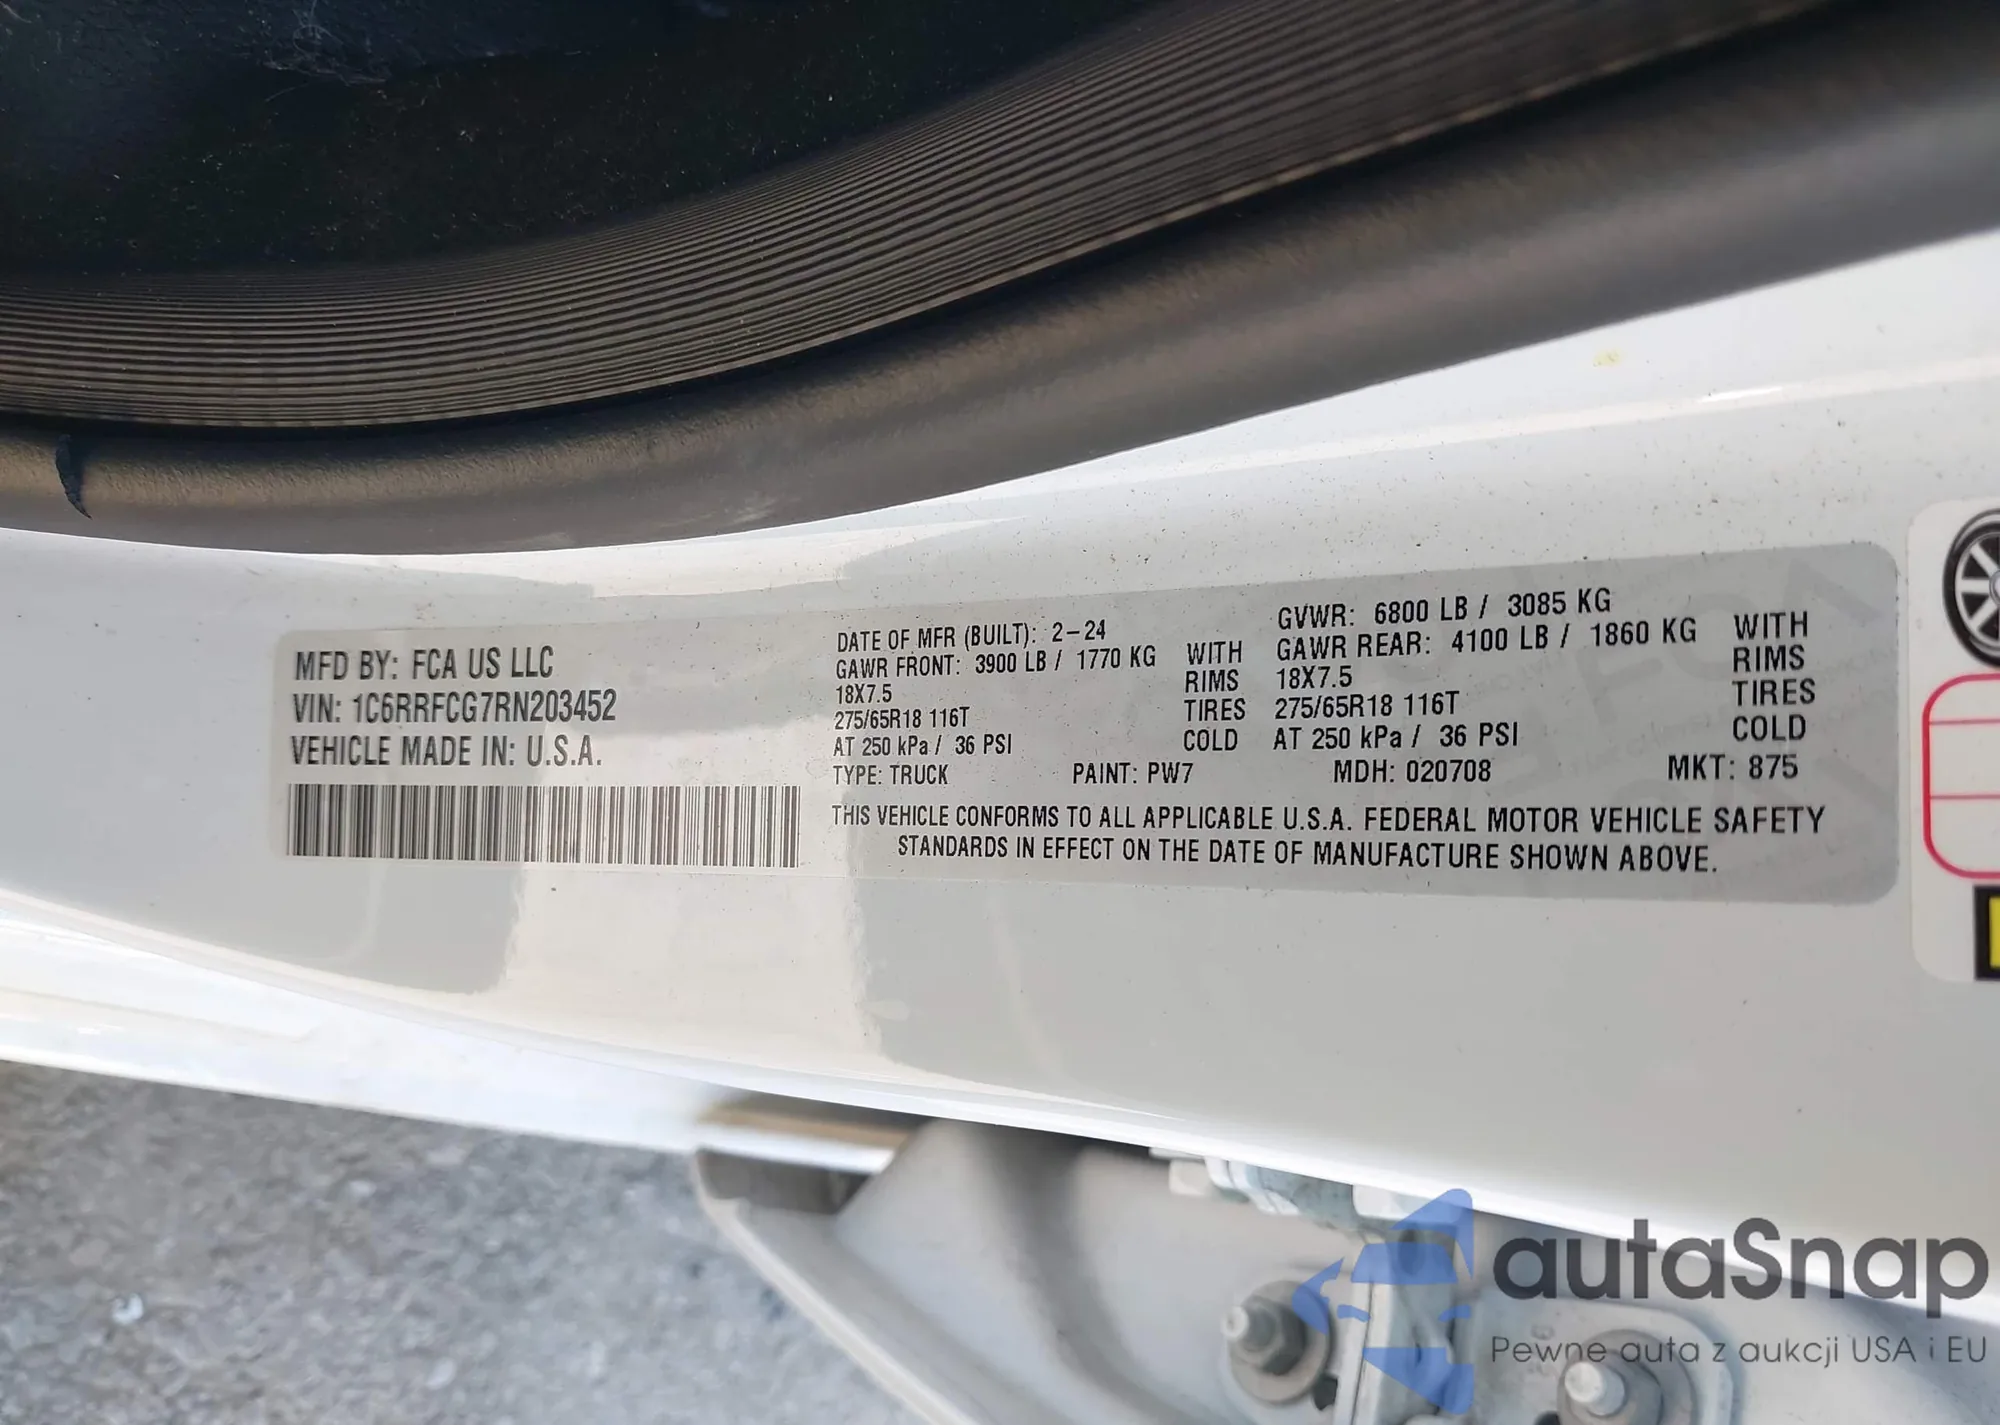 MFD BY: FCA US LLC
VIN: 1C6RRFCG7RN203452
VEHICLE MADE IN: U.S.A.
DATE OF MFR (BUILT): 2-24
GVWR: 6800 LB / 3085 KG
GAWR FRONT: 3900 LB / 1770 KG WITH
GAWR REAR: 4100 LB / 1860 KG WITH
18X7.5 RIMS
18X7.5 RIMS
275/65R18 116T TIRES
275/65R18 116T TIRES
AT 250 kPa / 36 PSI COLD
AT 250 kPa / 36 PSI COLD
TYPE: TRUCK PAINT: PW7 MDH: 020708 MKT: 875
THIS VEHICLE CONFORMS TO ALL APPLICABLE U.S.A. FEDERAL MOTOR VEHICLE SAFETY
STANDARDS IN EFFECT ON THE DATE OF MANUFACTURE SHOWN ABOVE.
autaSnap
Pewne auta z aukcji USA i EU